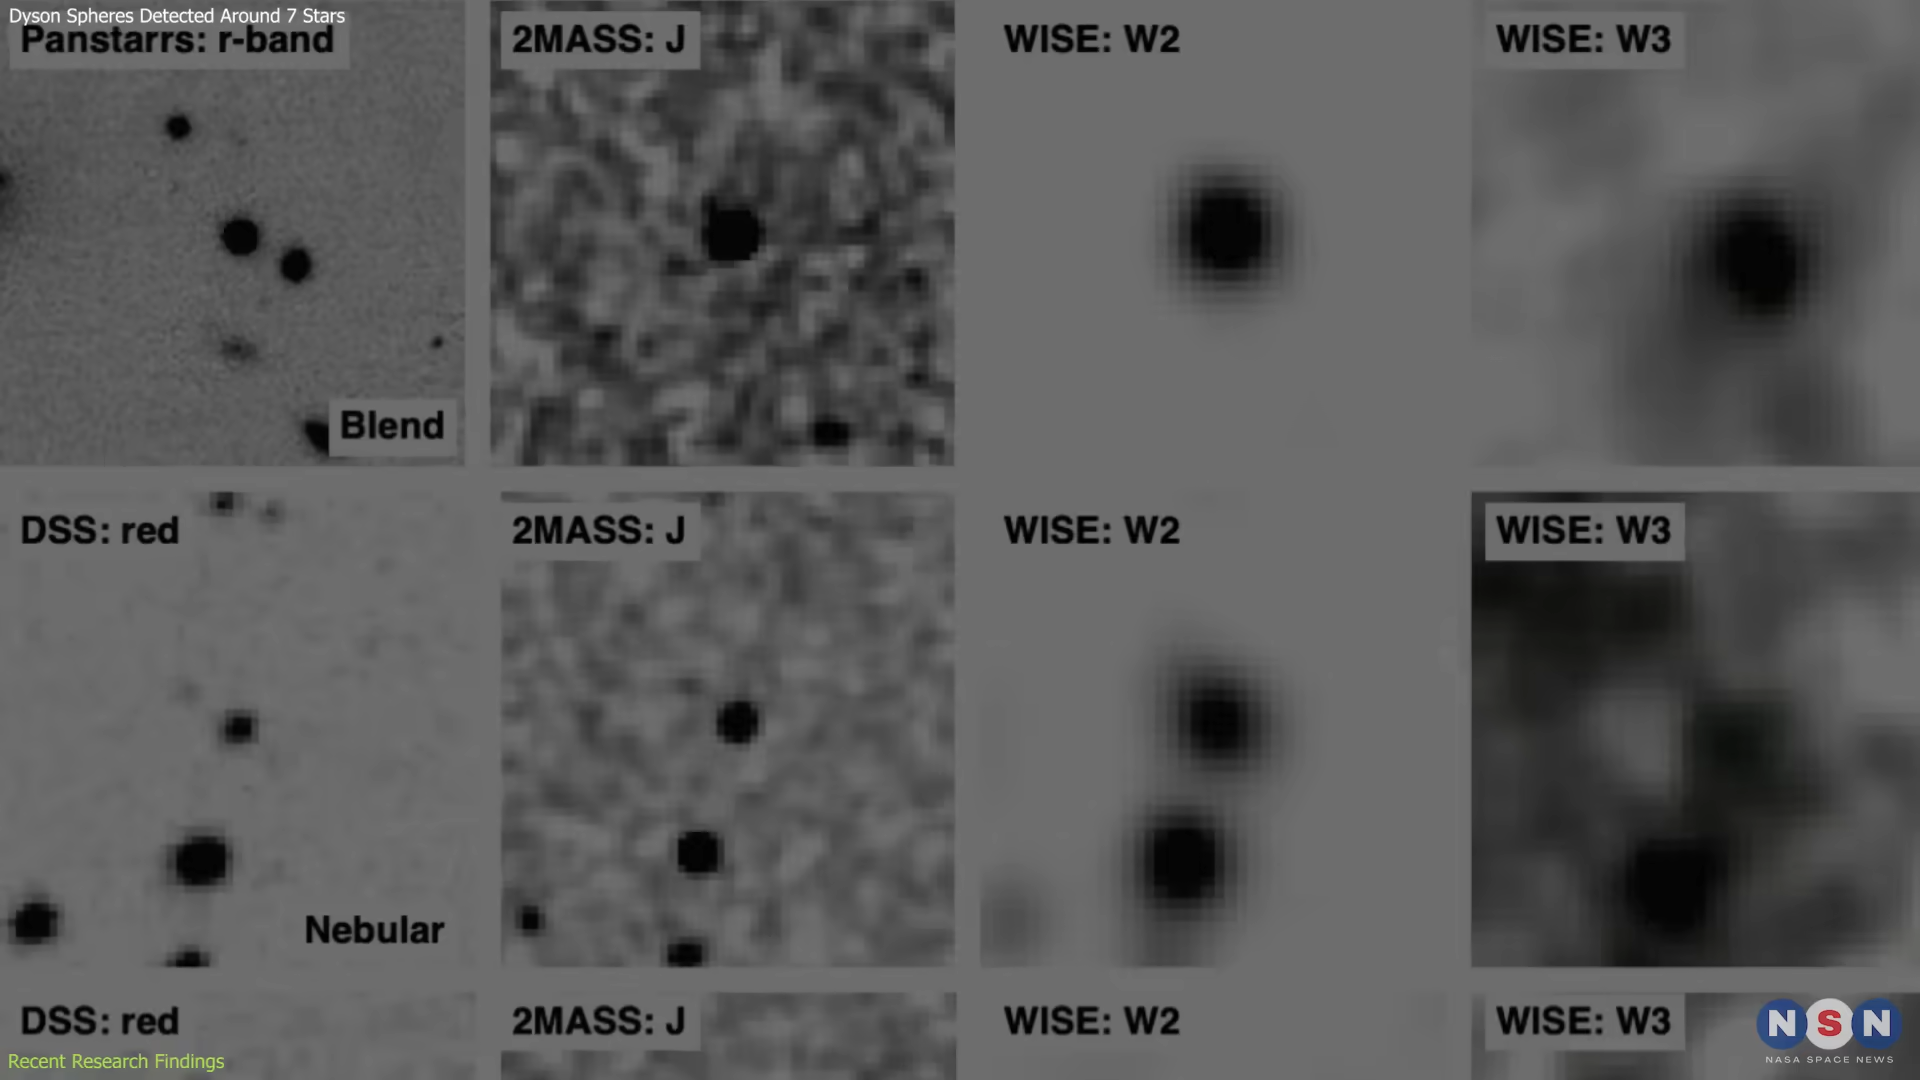 Dyson Spheres Detected Around 7 Stars
Panstarrs: r-band
2MASS: J
WISE: W2
WISE: W3
Blend
DSS: red
2MASS: J
WISE: W2
WISE: W3
Nebular
DSS: red
2MASS: J
WISE: W2
WISE: W3
Recent Research Findings
NSN
NASA SPACE NEWS